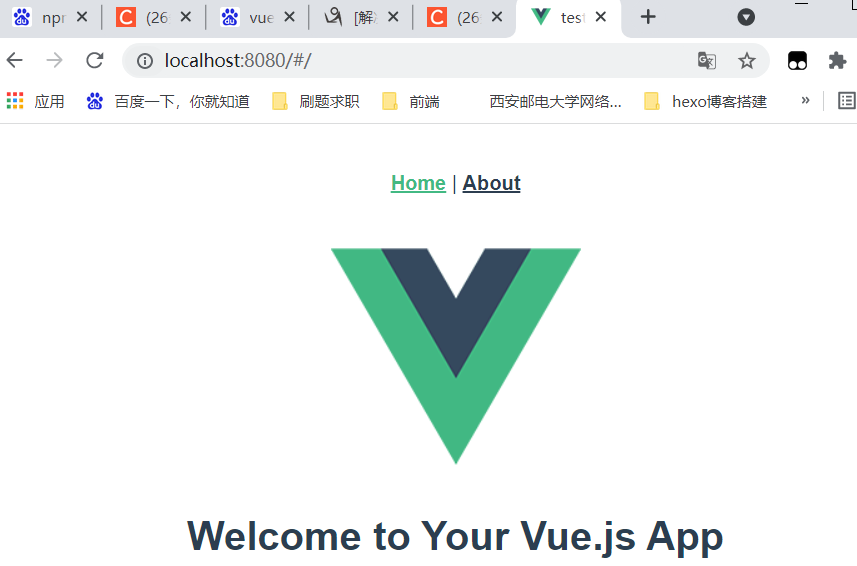 npr (26 vue [解 (26 test
localhost:8080/#/
应用 百度一下，你就知道 刷题求职 前端 西安邮电大学网络... hexo博客搭建 »
Home | About
Welcome to Your Vue.js App